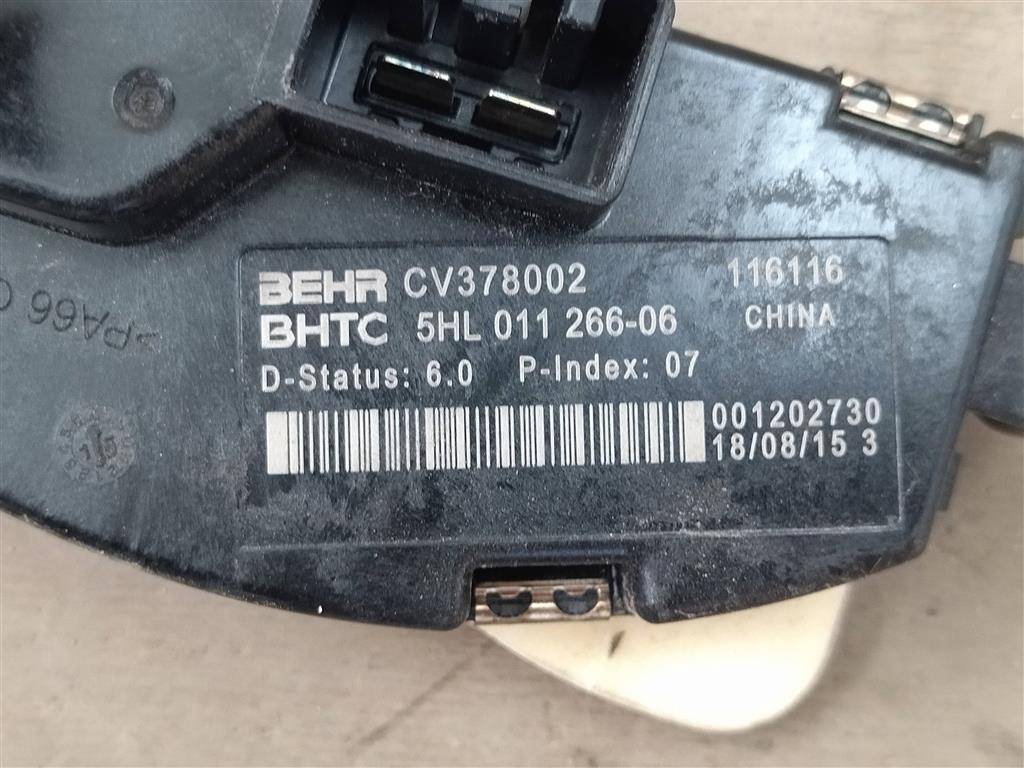 BEHR CV378002 116116
BHTC 5HL 011 266-06 CHINA
D-Status: 6.0 P-Index: 07
001202730
18/08/15 3
>PA66